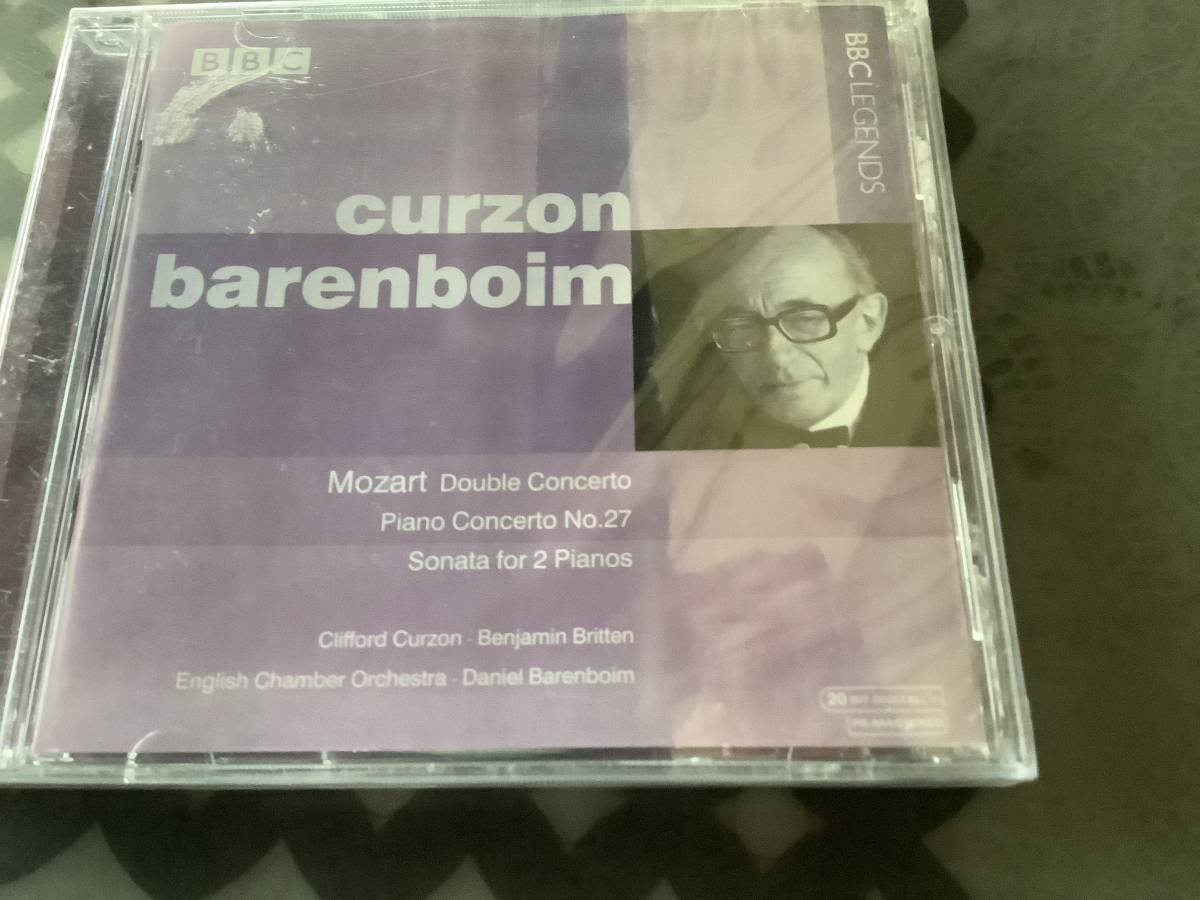 BBC
BBC LEGENDS
curzon
barenboim
Mozart Double Concerto
Piano Concerto No.27
Sonata for 2 Pianos
Clifford Curzon · Benjamin Britten
English Chamber Orchestra · Daniel Barenboim
20